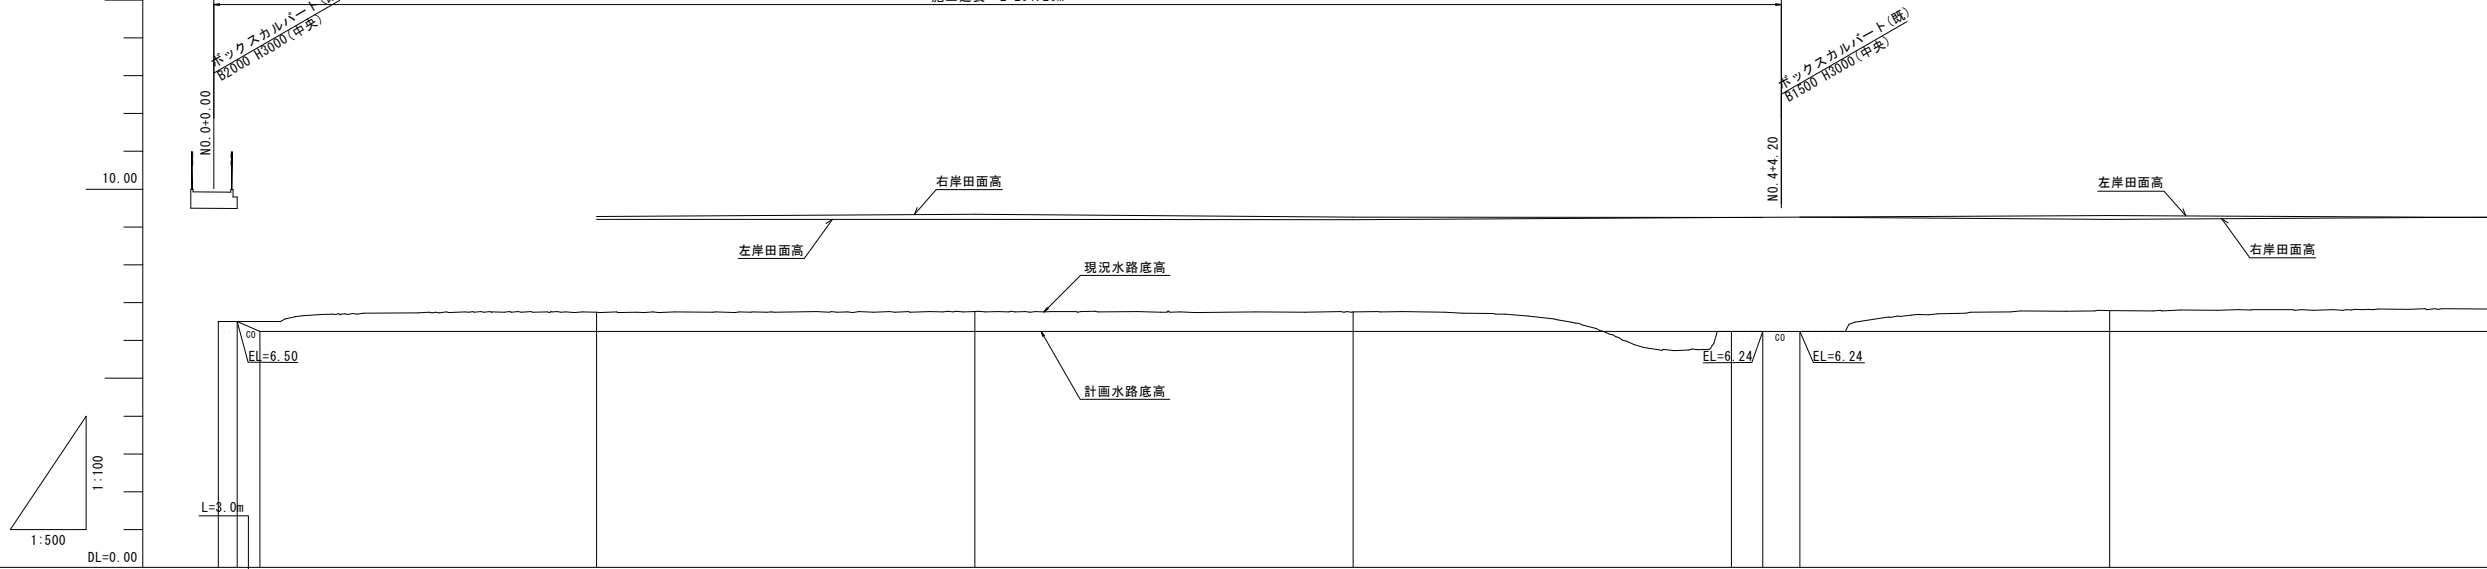 ボックスカルバート(既)
B2000 H3000(中央)
NO.0+0.00
ボックスカルバート(既)
B1500 H3000(中央)
NO.4+4.20
10.00
右岸田面高
左岸田面高
左岸田面高
右岸田面高
現況水路底高
CO
EL=6.50
EL=6.24
CO
EL=6.24
計画水路底高
1:100
1:500
L=3.0m
DL=0.00